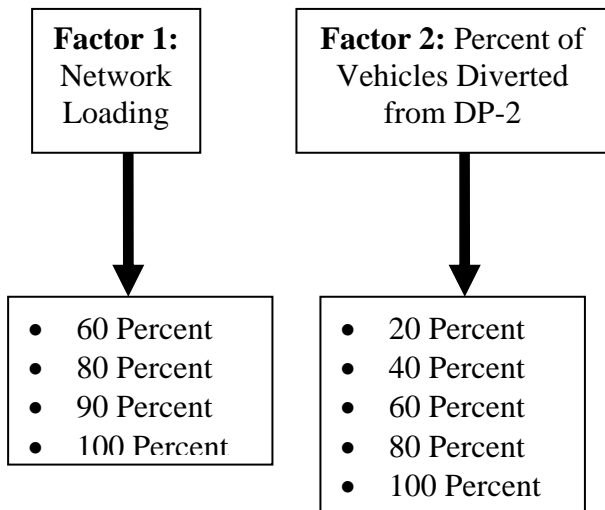 Factor 1:
Network
Loading
Factor 2: Percent of
Vehicles Diverted
from DP-2
• 60 Percent
• 80 Percent
• 90 Percent
• 100 Percent
• 20 Percent
• 40 Percent
• 60 Percent
• 80 Percent
• 100 Percent